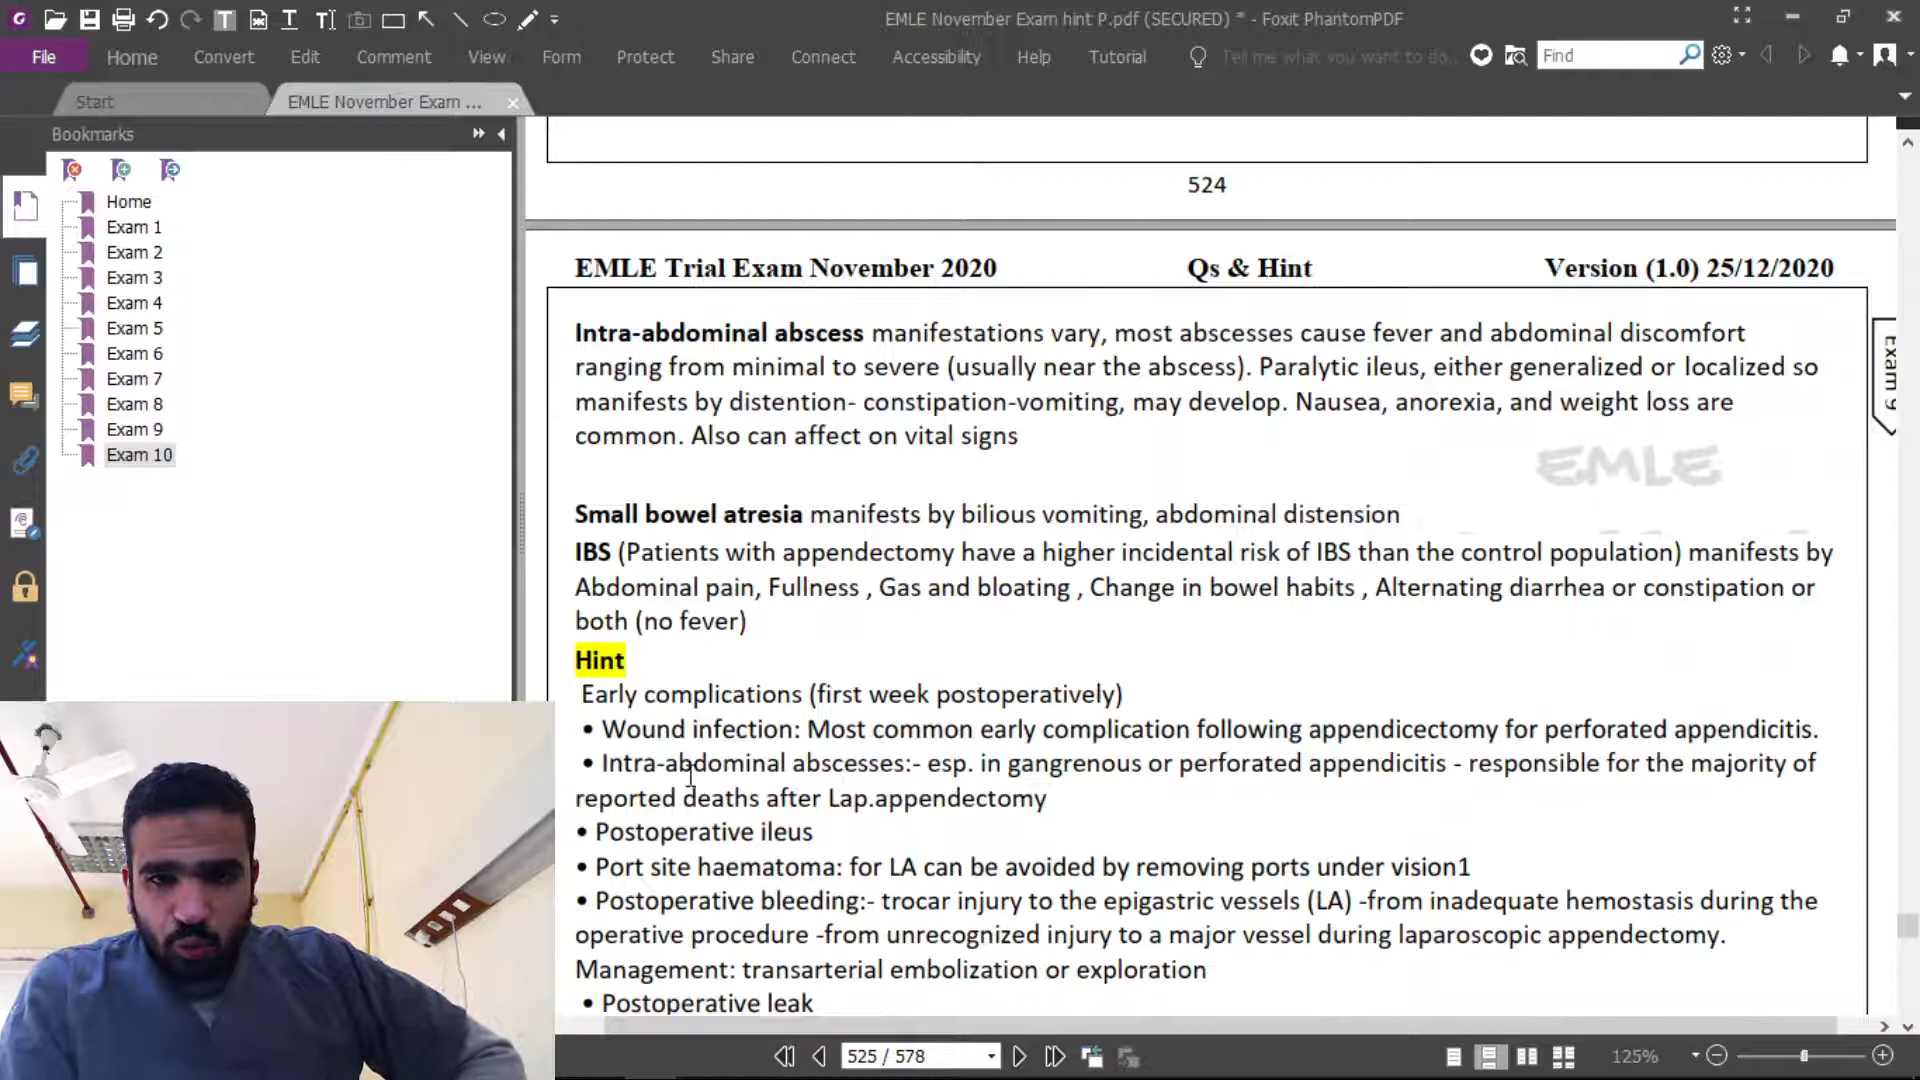 EMLE November Exam hint P.pdf (SECURED) * - Foxit PhantomPDF
File Home Convert Edit Comment View Form Protect Share Connect Accessibility Help Tutorial Tell me what you want to do.. Find
Start EMLE November Exam ...
Bookmarks
Home
Exam 1
Exam 2
Exam 3
Exam 4
Exam 5
Exam 6
Exam 7
Exam 8
Exam 9
Exam 10
524
EMLE Trial Exam November 2020 Qs & Hint Version (1.0) 25/12/2020
Intra-abdominal abscess manifestations vary, most abscesses cause fever and abdominal discomfort
ranging from minimal to severe (usually near the abscess). Paralytic ileus, either generalized or localized so
manifests by distention- constipation-vomiting, may develop. Nausea, anorexia, and weight loss are
common. Also can affect on vital signs
Exam 9
EMLE
Small bowel atresia manifests by bilious vomiting, abdominal distension
IBS (Patients with appendectomy have a higher incidental risk of IBS than the control population) manifests by
Abdominal pain, Fullness , Gas and bloating , Change in bowel habits , Alternating diarrhea or constipation or
both (no fever)
Hint
Early complications (first week postoperatively)
• Wound infection: Most common early complication following appendicectomy for perforated appendicitis.
• Intra-abdominal abscesses:- esp. in gangrenous or perforated appendicitis - responsible for the majority of
reported deaths after Lap.appendectomy
• Postoperative ileus
• Port site haematoma: for LA can be avoided by removing ports under vision1
• Postoperative bleeding:- trocar injury to the epigastric vessels (LA) -from inadequate hemostasis during the
operative procedure -from unrecognized injury to a major vessel during laparoscopic appendectomy.
Management: transarterial embolization or exploration
• Postoperative leak
525 / 578
125%